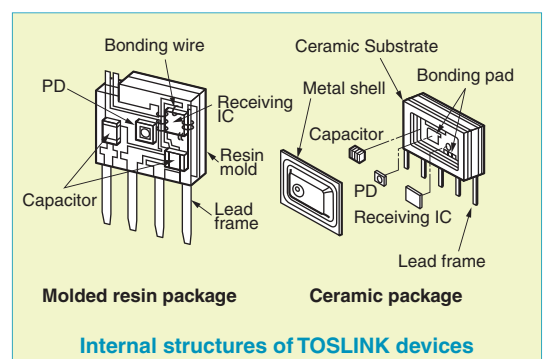 Bonding wire
PD
Receiving
IC
Resin
mold
Capacitor
Lead
frame
Molded resin package
Ceramic Substrate
Metal shell
Bonding pad
Capacitor
PD
Receiving IC
Lead frame
Ceramic package
Internal structures of TOSLINK devices